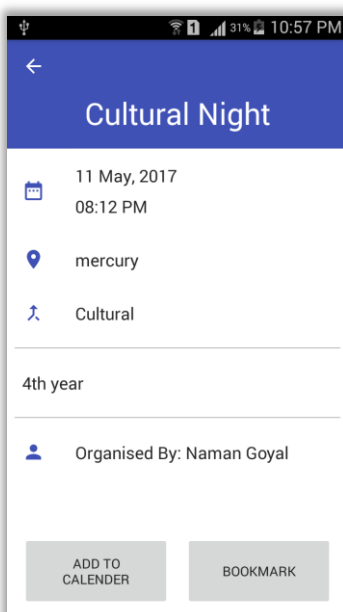 1 31% 10:57 PM
Cultural Night
11 May, 2017
08:12 PM
mercury
Cultural
4th year
Organised By: Naman Goyal
ADD TO
CALENDER
BOOKMARK